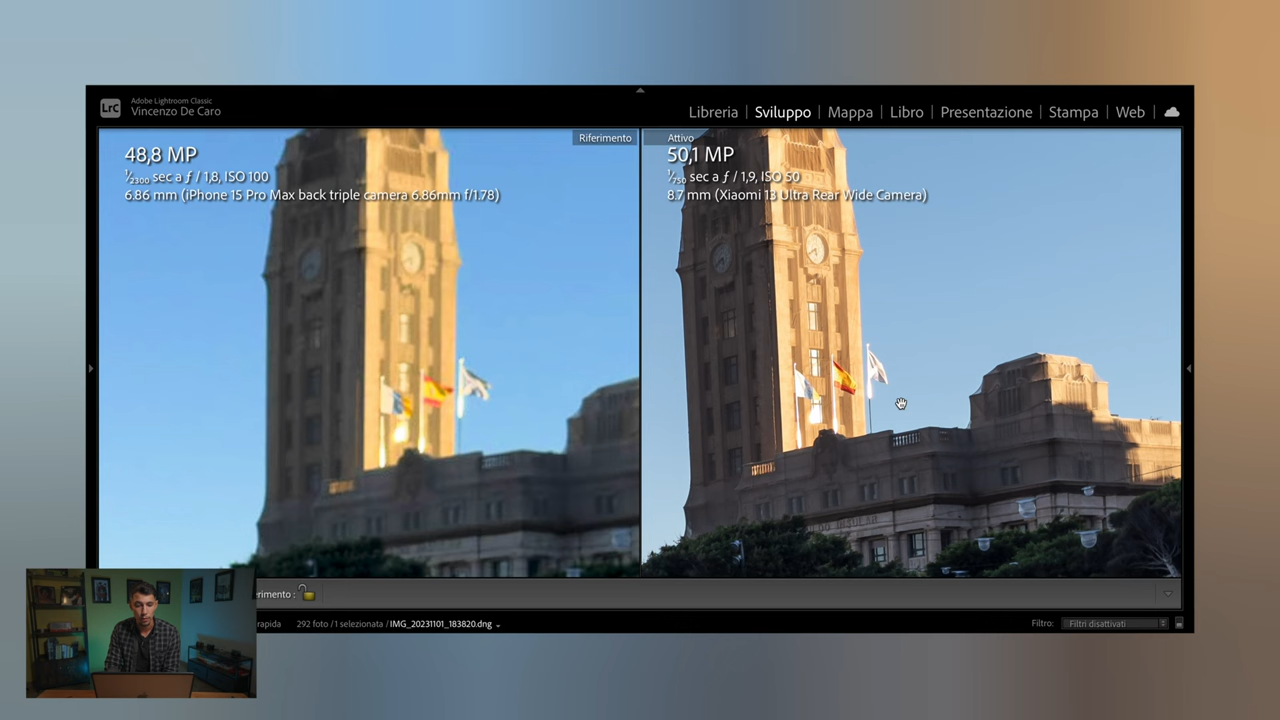 LrC
Adobe Lightroom Classic
Vincenzo De Caro
Libreria | Sviluppo | Mappa | Libro | Presentazione | Stampa | Web
Riferimento
48,8 MP
1/2300 sec a ƒ / 1,8, ISO 100
6.86 mm (iPhone 15 Pro Max back triple camera 6.86mm f/1.78)
Attivo
50,1 MP
1/750 sec a ƒ / 1,9, ISO 50
8.7 mm (Xiaomi 13 Ultra Rear Wide Camera)
erimento :
rapida 292 foto / 1 selezionata / IMG_20231101_183820.dng
Filtro: Filtri disattivati